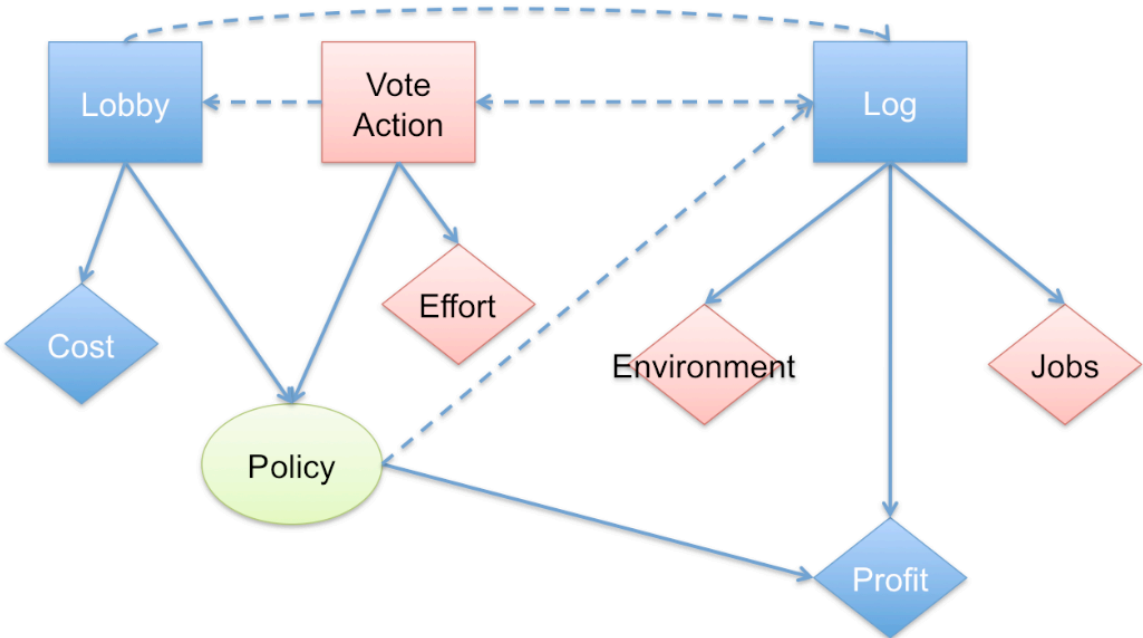 Lobby
Vote
Action
Log
Cost
Effort
Environment
Jobs
Policy
Profit